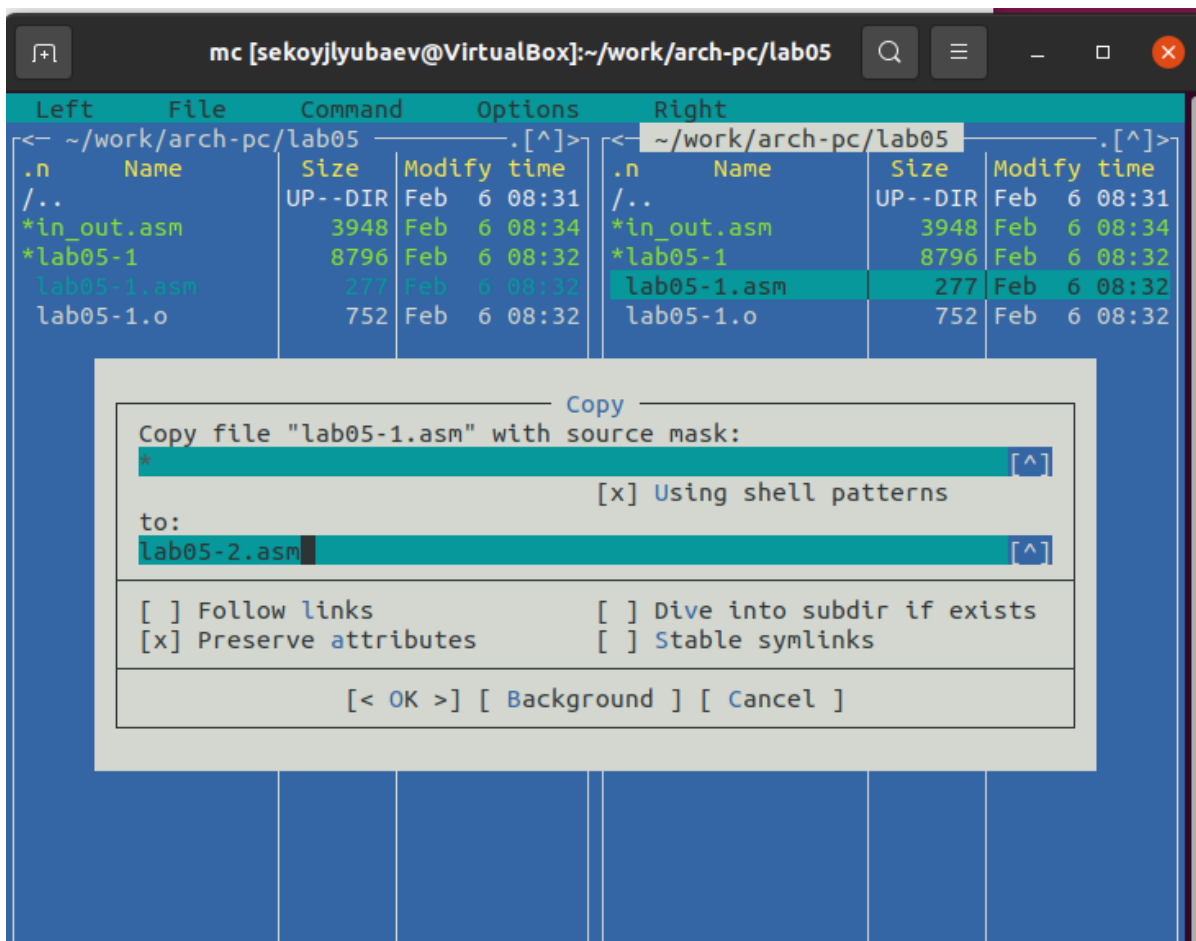 mc [sekoyjlyubaev@VirtualBox]:~/work/arch-pc/lab05
Left File Command Options Right
<— ~/work/arch-pc/lab05 .[^]> <— ~/work/arch-pc/lab05 .[^]>
.n Name Size Modify time .n Name Size Modify time
/.. UP--DIR Feb 6 08:31 /.. UP--DIR Feb 6 08:31
*in_out.asm 3948 Feb 6 08:34 *in_out.asm 3948 Feb 6 08:34
*lab05-1 8796 Feb 6 08:32 *lab05-1 8796 Feb 6 08:32
lab05-1.asm 277 Feb 6 08:32 lab05-1.asm 277 Feb 6 08:32
lab05-1.o 752 Feb 6 08:32 lab05-1.o 752 Feb 6 08:32
Copy
Copy file "lab05-1.asm" with source mask:
* [^]
[x] Using shell patterns
to:
lab05-2.asm [^]
[ ] Follow links [ ] Dive into subdir if exists
[x] Preserve attributes [ ] Stable symlinks
[< OK >] [ Background ] [ Cancel ]